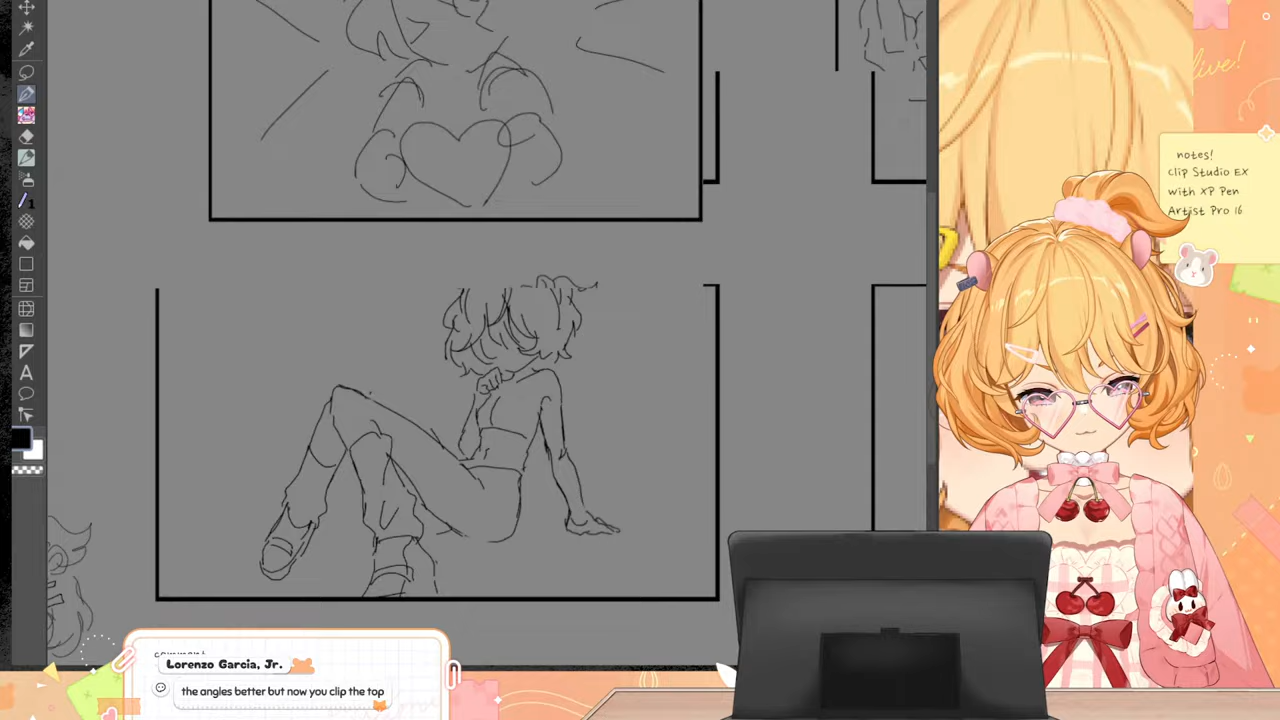 live!
notes!
Clip Studio EX
with XP Pen
Artist Pro 16
Lorenzo Garcia, Jr.
the angles better but now you clip the top